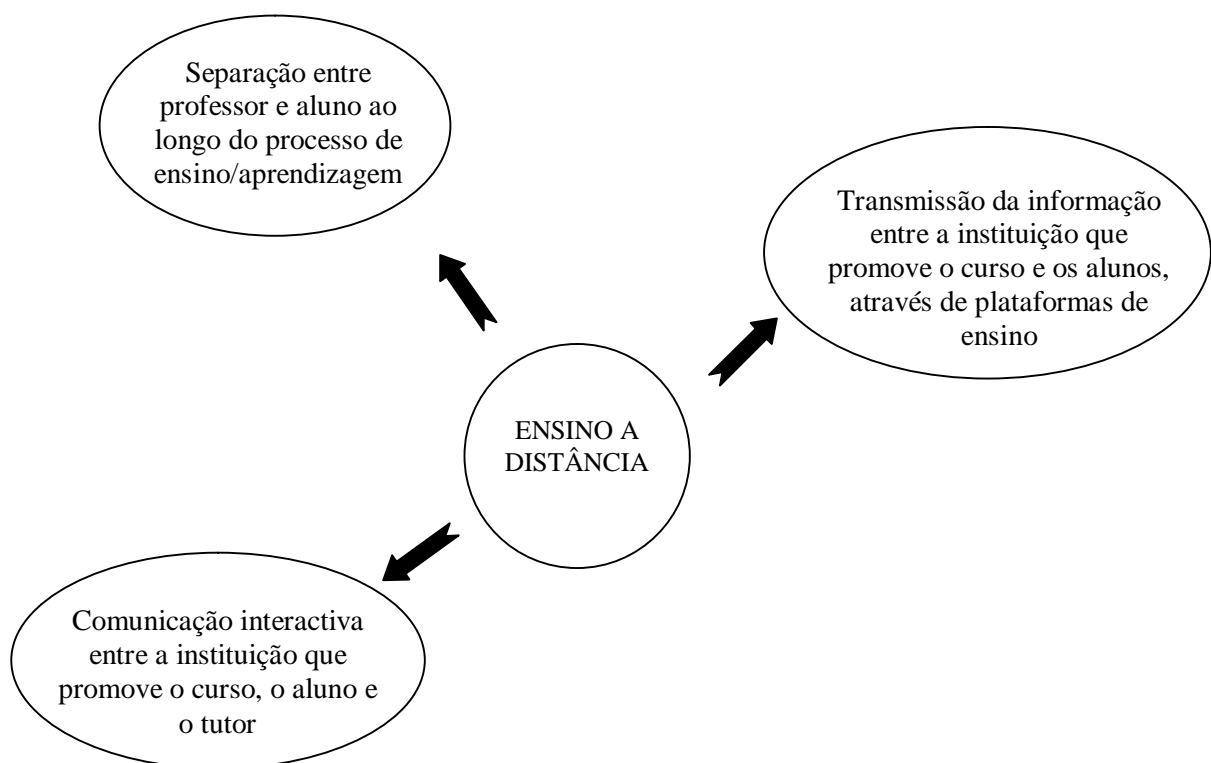 Separação entre
professor e aluno ao
longo do processo de
ensino/aprendizagem
Transmissão da informação
entre a instituição que
promove o curso e os alunos,
através de plataformas de
ensino
ENSINO A
DISTÂNCIA
Comunicação interactiva
entre a instituição que
promove o curso, o aluno e
o tutor